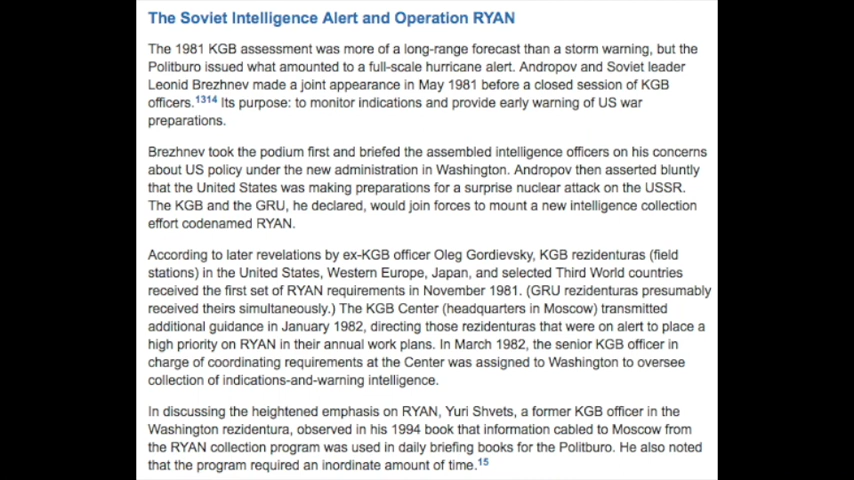 The Soviet Intelligence Alert and Operation RYAN
The 1981 KGB assessment was more of a long-range forecast than a storm warning, but the
Politburo issued what amounted to a full-scale hurricane alert. Andropov and Soviet leader
Leonid Brezhnev made a joint appearance in May 1981 before a closed session of KGB
officers.1314 Its purpose: to monitor indications and provide early warning of US war
preparations.
Brezhnev took the podium first and briefed the assembled intelligence officers on his concerns
about US policy under the new administration in Washington. Andropov then asserted bluntly
that the United States was making preparations for a surprise nuclear attack on the USSR.
The KGB and the GRU, he declared, would join forces to mount a new intelligence collection
effort codenamed RYAN.
According to later revelations by ex-KGB officer Oleg Gordievsky, KGB rezidenturas (field
stations) in the United States, Western Europe, Japan, and selected Third World countries
received the first set of RYAN requirements in November 1981. (GRU rezidenturas presumably
received theirs simultaneously.) The KGB Center (headquarters in Moscow) transmitted
additional guidance in January 1982, directing those rezidenturas that were on alert to place a
high priority on RYAN in their annual work plans. In March 1982, the senior KGB officer in
charge of coordinating requirements at the Center was assigned to Washington to oversee
collection of indications-and-warning intelligence.
In discussing the heightened emphasis on RYAN, Yuri Shvets, a former KGB officer in the
Washington rezidentura, observed in his 1994 book that information cabled to Moscow from
the RYAN collection program was used in daily briefing books for the Politburo. He also noted
that the program required an inordinate amount of time.15